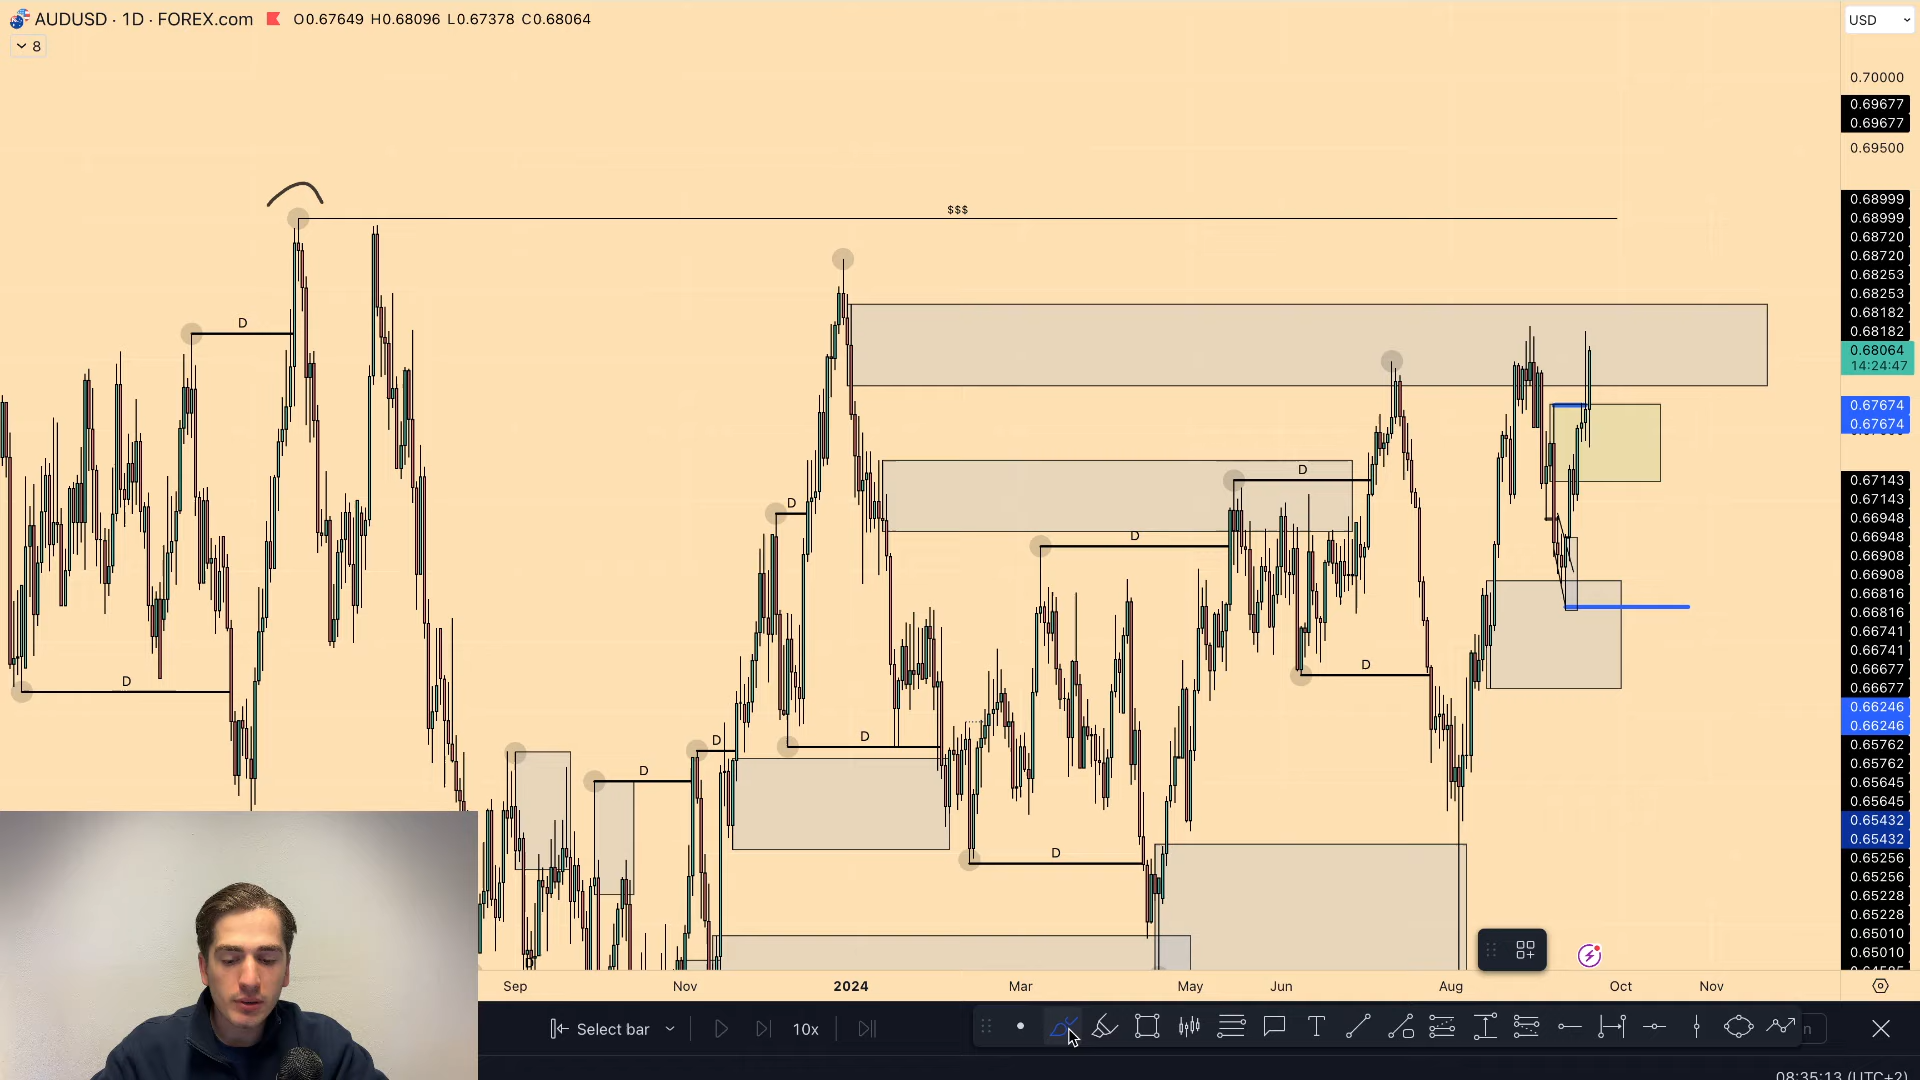 AUDUSD · 1D · FOREX.com O0.67649 H0.68096 L0.67378 C0.68064
8
USD
0.70000
0.69677
0.69677
0.69500
0.68999
0.68999
0.68720
0.68720
0.68253
0.68253
0.68182
0.68182
0.68064
14:24:47
0.67674
0.67674
0.67143
0.67143
0.66948
0.66948
0.66908
0.66908
0.66816
0.66816
0.66741
0.66741
0.66677
0.66677
0.66246
0.66246
0.65762
0.65762
0.65645
0.65645
0.65432
0.65432
0.65256
0.65256
0.65228
0.65228
0.65010
0.65010
$$$
D
D
D
D
D
D
D
D
D
D
D
Sep Nov 2024 Mar May Jun Aug Oct Nov
Select bar 10x
n
08:35:13 (UTC+2)